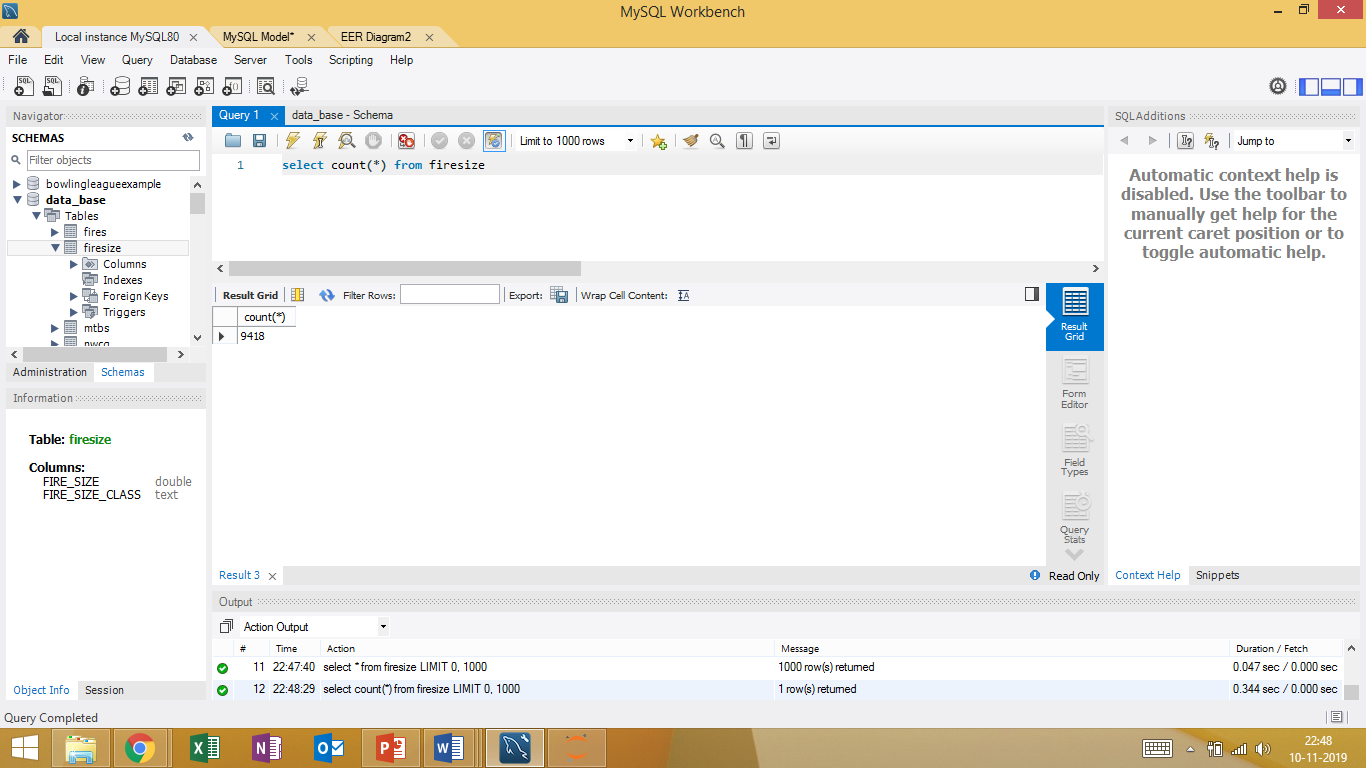 MySQL Workbench
Local instance MySQL80
MySQL Model*
EER Diagram2
File Edit View Query Database Server Tools Scripting Help
Navigator
SCHEMAS
Filter objects
bowlingleagueexample
data_base
Tables
fires
firesize
Columns
Indexes
Foreign Keys
Triggers
mtbs
nwcg
Administration Schemas
Information
Table: firesize
Columns:
FIRE_SIZE double
FIRE_SIZE_CLASS text
Object Info Session
Query 1
data_base - Schema
Limit to 1000 rows
1 select count(*) from firesize
Result Grid Filter Rows: Export: Wrap Cell Content:
count(*)
9418
Result Grid
Form Editor
Field Types
Query Stats
Result 3
Read Only
SQLAdditions
Jump to
Automatic context help is
disabled. Use the toolbar to
manually get help for the
current caret position or to
toggle automatic help.
Context Help Snippets
Output
Action Output
# Time Action Message Duration / Fetch
11 22:47:40 select * from firesize LIMIT 0, 1000 1000 row(s) returned 0.047 sec / 0.000 sec
12 22:48:29 select count(*) from firesize LIMIT 0, 1000 1 row(s) returned 0.344 sec / 0.000 sec
Query Completed
22:48
10-11-2019